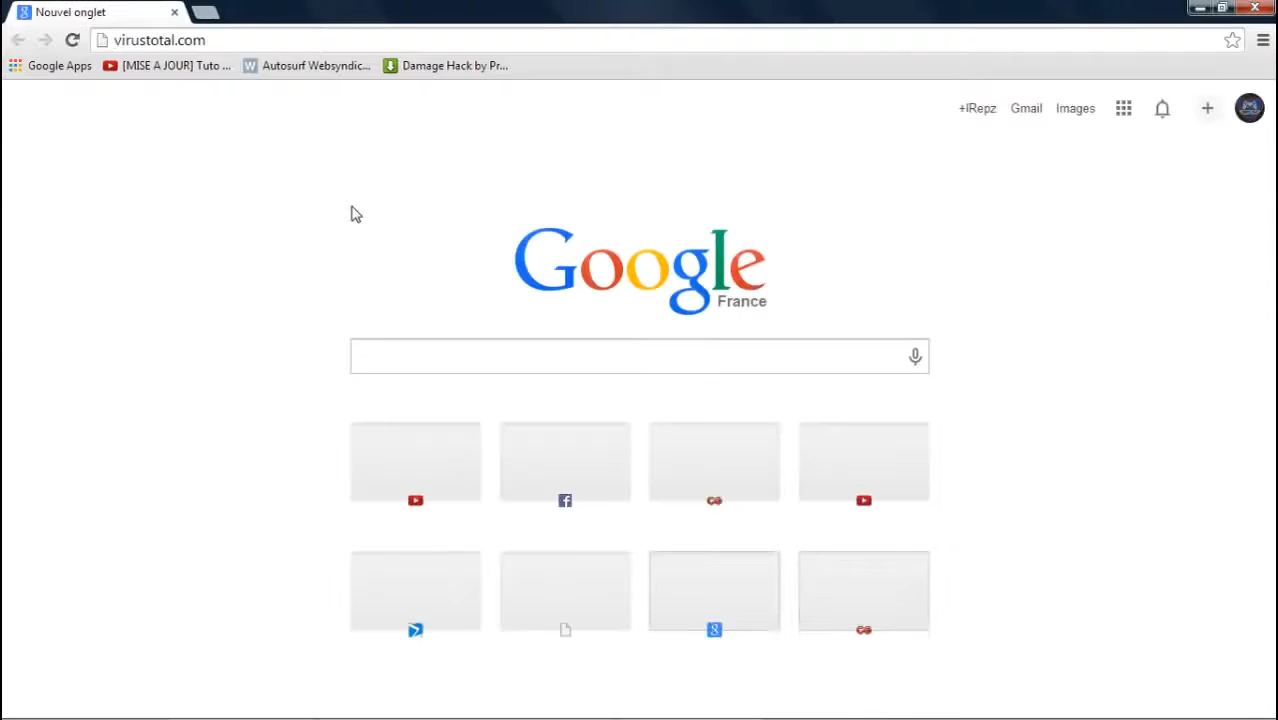 Nouvel onglet
virustotal.com
Google Apps [MISE A JOUR] Tuto ... Autosurf Websyndic... Damage Hack by Pr...
+IRepz Gmail Images
Google
France